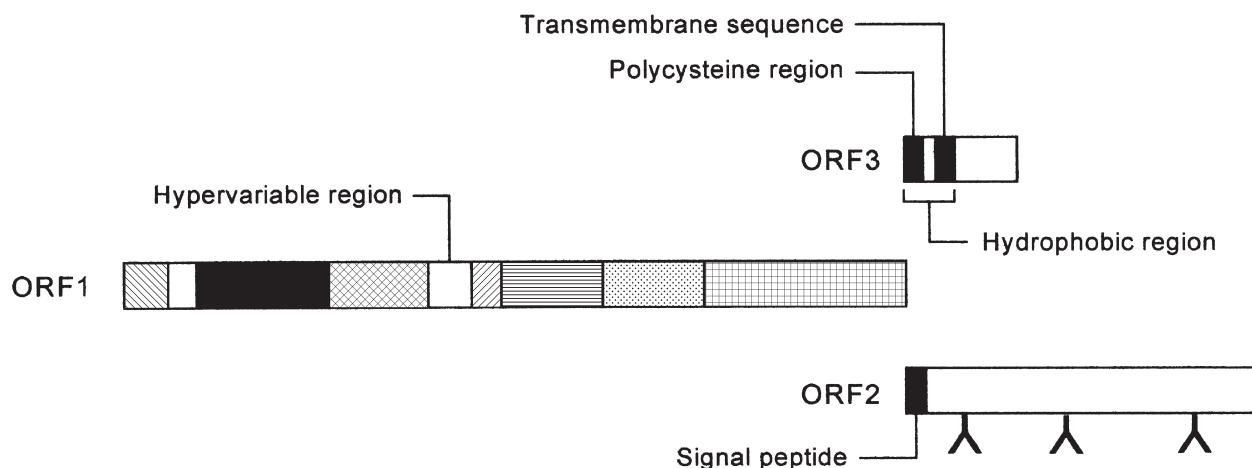 Transmembrane sequence
Polycysteine region
ORF3
Hypervariable region
Hydrophobic region
ORF1
ORF2
Signal peptide